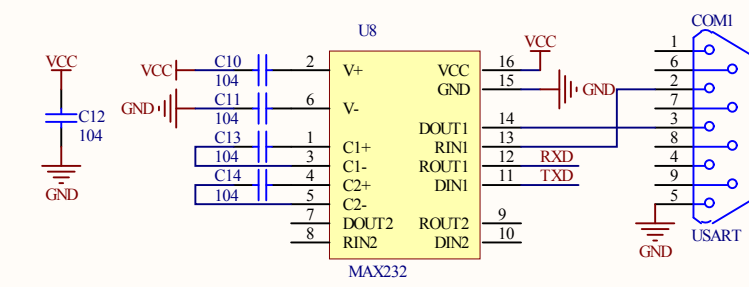 COM1
U8
VCC
C10
104
VCC
2
V+
VCC
16
VCC
GND
15
GND
C12
104
GND
C11
104
GND
6
V-
DOUT1
14
C13
104
1
C1+
RIN1
13
3
C1-
ROUT1
12
RXD
C14
104
4
C2+
DIN1
11
TXD
5
C2-
7
DOUT2
ROUT2
9
8
RIN2
DIN2
10
MAX232
1
6
2
7
3
8
4
9
5
GND
USART